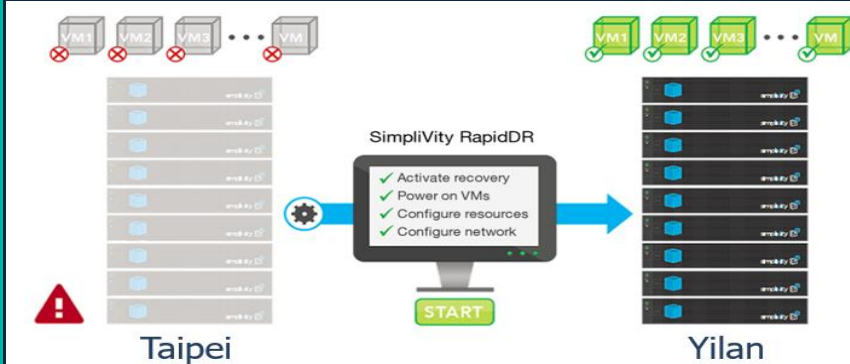 VM1 VM2 VM3 ••• VM
VM1 VM2 VM3 ••• VM
SimpliVity RapidDR
✓ Activate recovery
✓ Power on VMs
✓ Configure resources
✓ Configure network
START
Taipei
Yilan